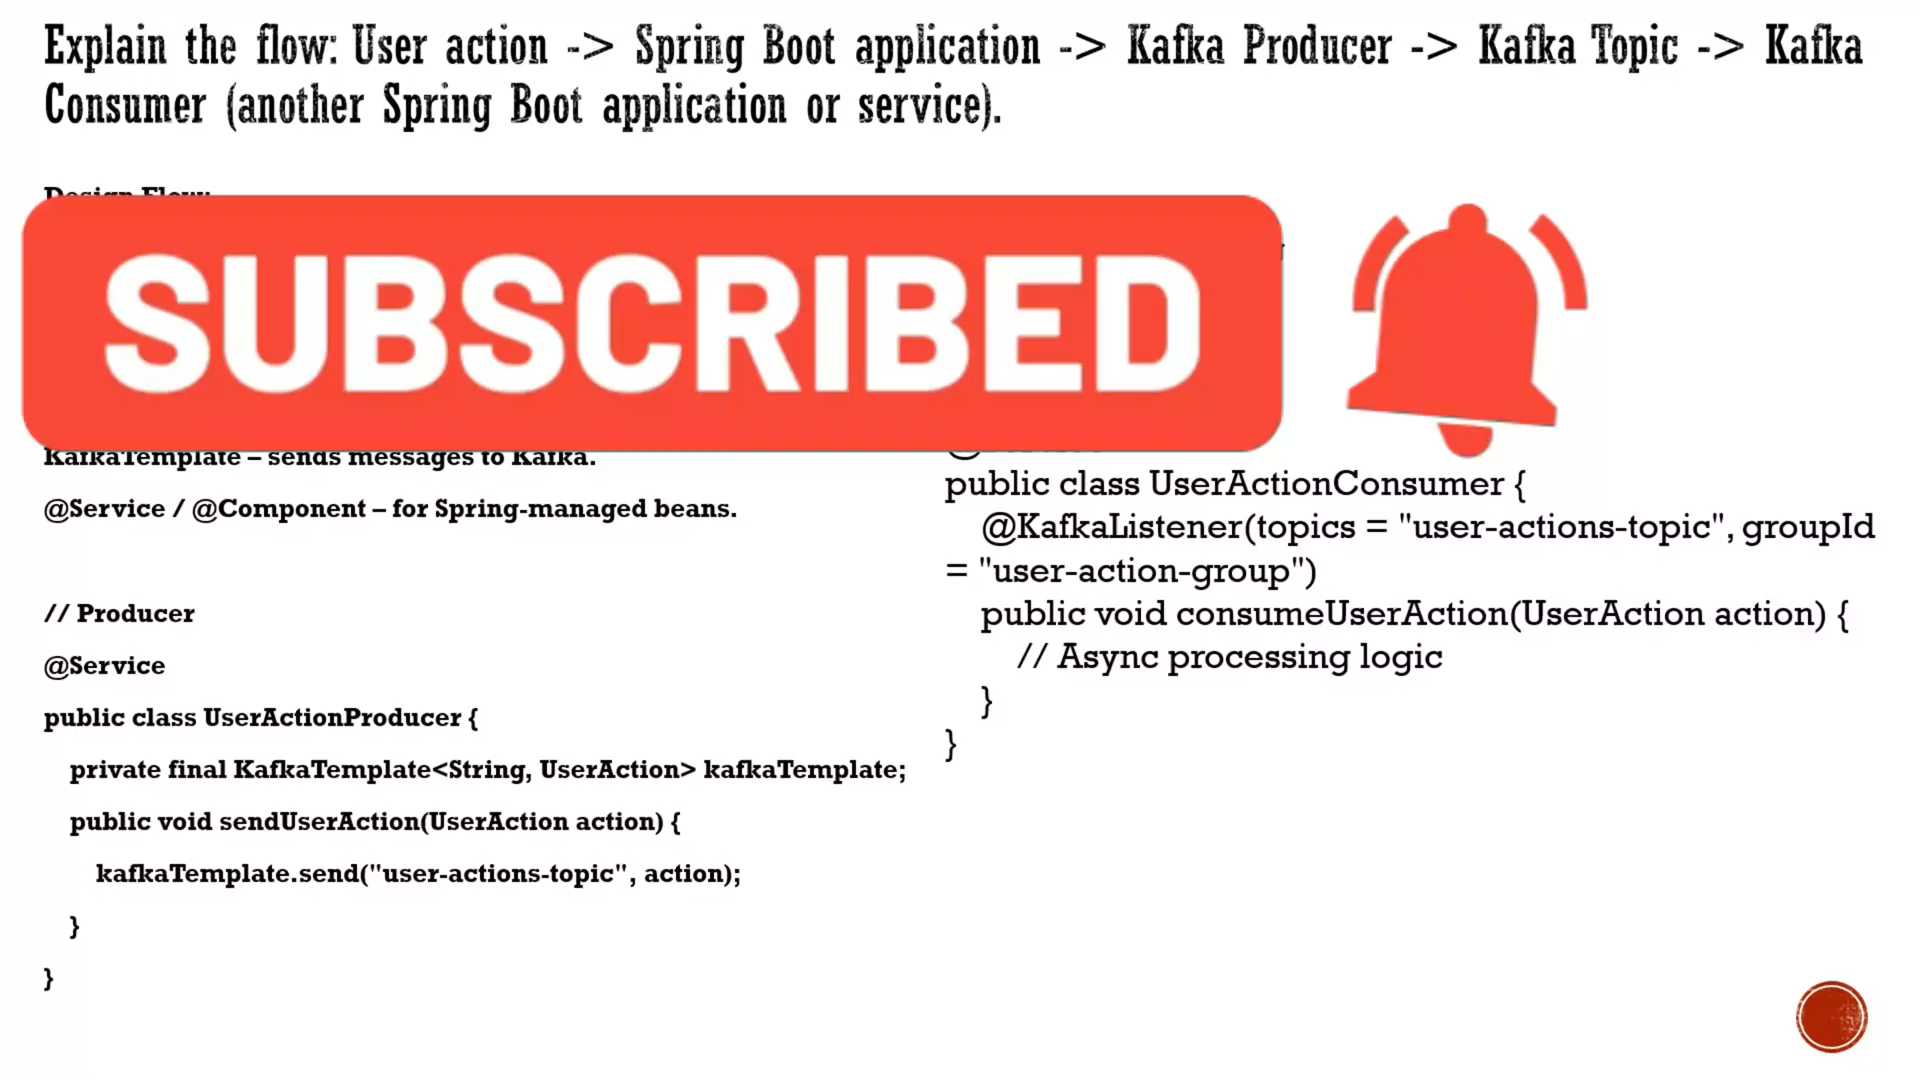 Explain the flow: User action -> Spring Boot application -> Kafka Producer -> Kafka Topic -> Kafka
Consumer (another Spring Boot application or service).
Design Flow:
SUBSCRIBED
KafkaTemplate – sends messages to Kafka.
@Service / @Component – for Spring-managed beans.
// Producer
@Service
public class UserActionProducer {
private final KafkaTemplate<String, UserAction> kafkaTemplate;
public void sendUserAction(UserAction action) {
kafkaTemplate.send("user-actions-topic", action);
}
}
public class UserActionConsumer {
@KafkaListener(topics = "user-actions-topic", groupId
= "user-action-group")
public void consumeUserAction(UserAction action) {
// Async processing logic
}
}